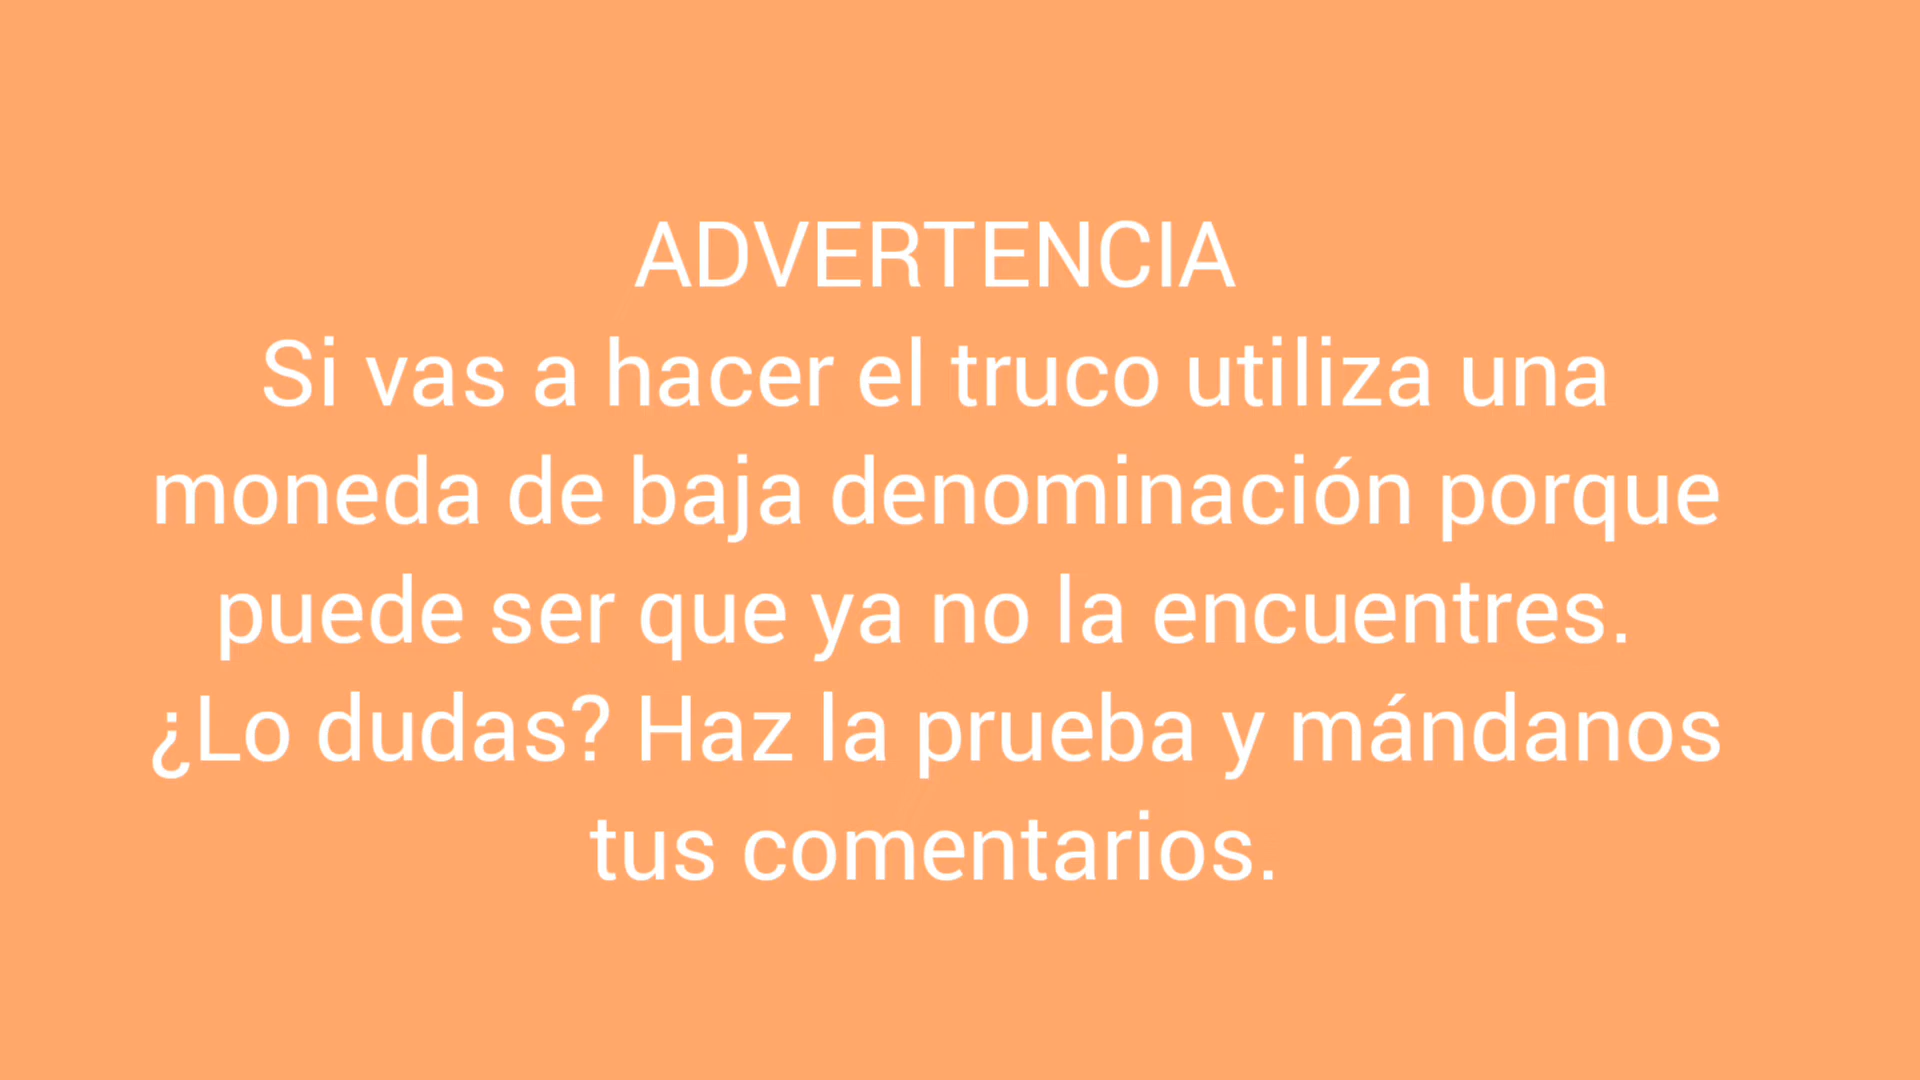 ADVERTENCIA
Si vas a hacer el truco utiliza una
moneda de baja denominación porque
puede ser que ya no la encuentres.
¿Lo dudas? Haz la prueba y mándanos
tus comentarios.